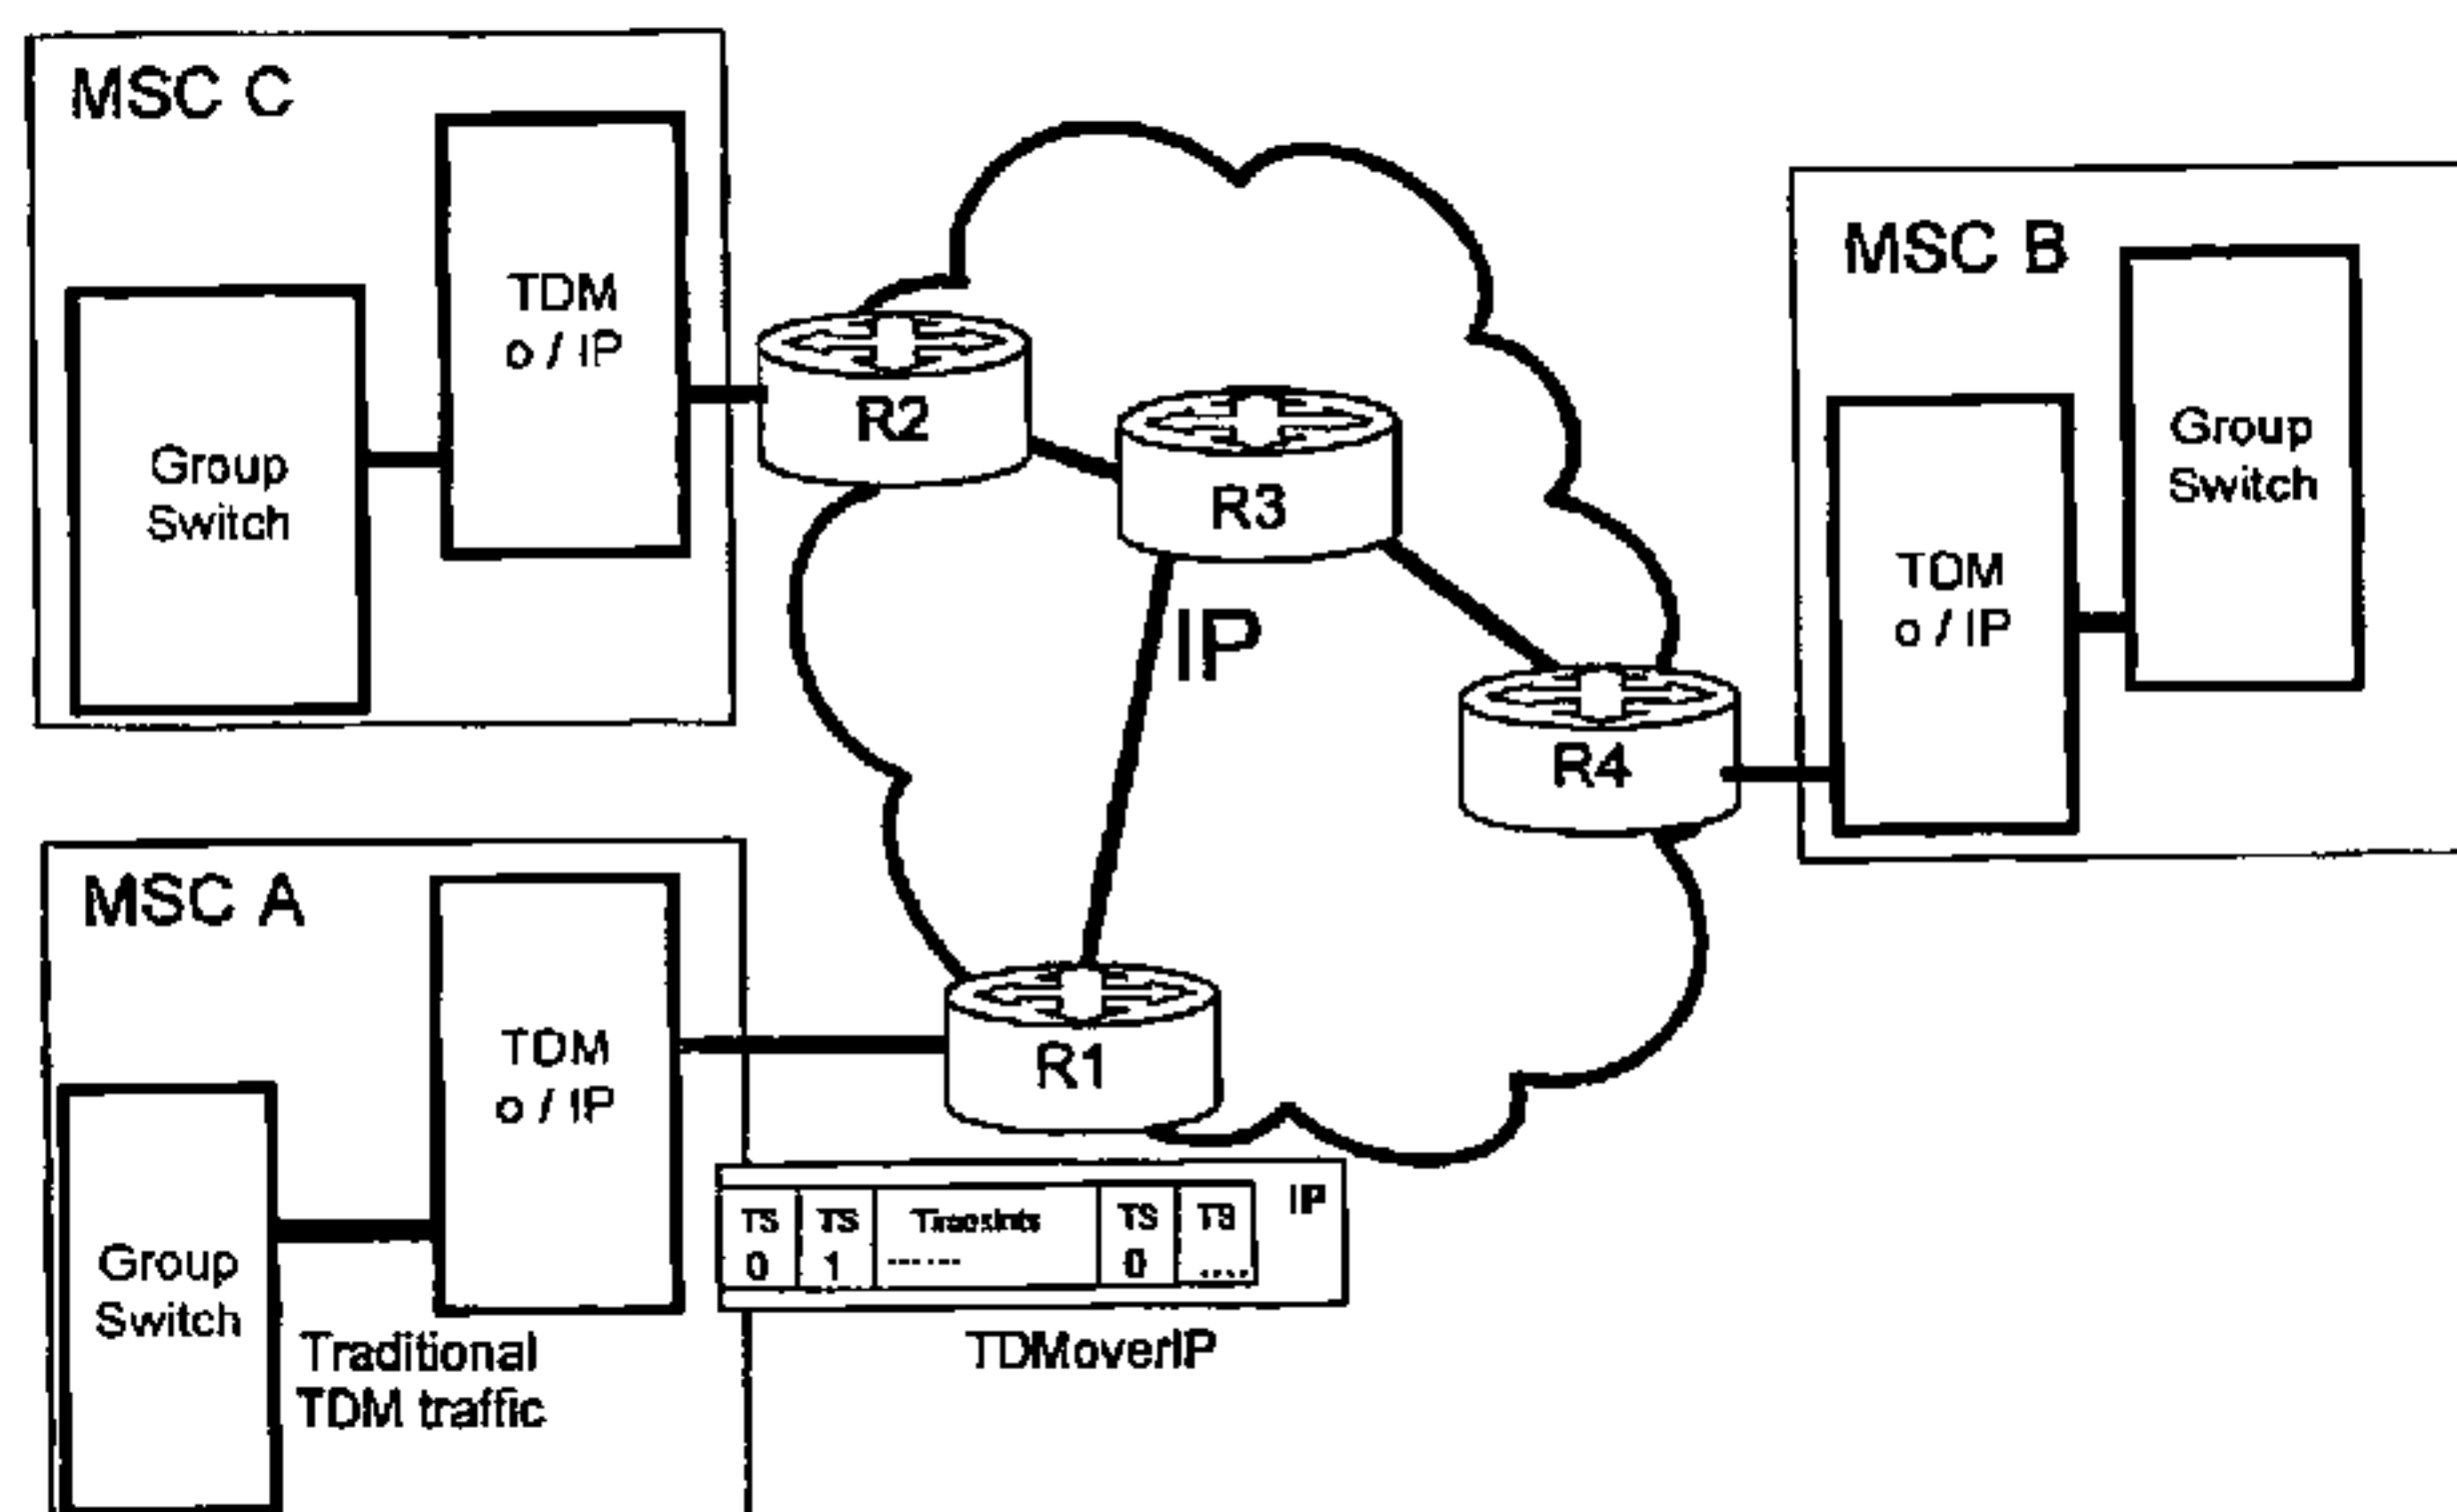 MSC C
TDM
o / IP
Group
Switch
R2
R3
IP
R4
MSC B
Group
Switch
TDM
o / IP
MSC A
TDM
o / IP
Group
Switch
Traditional
TDM traffic
R1
TS
0
TS
1
......
TS
0
TS
....
IP
TDMoverIP